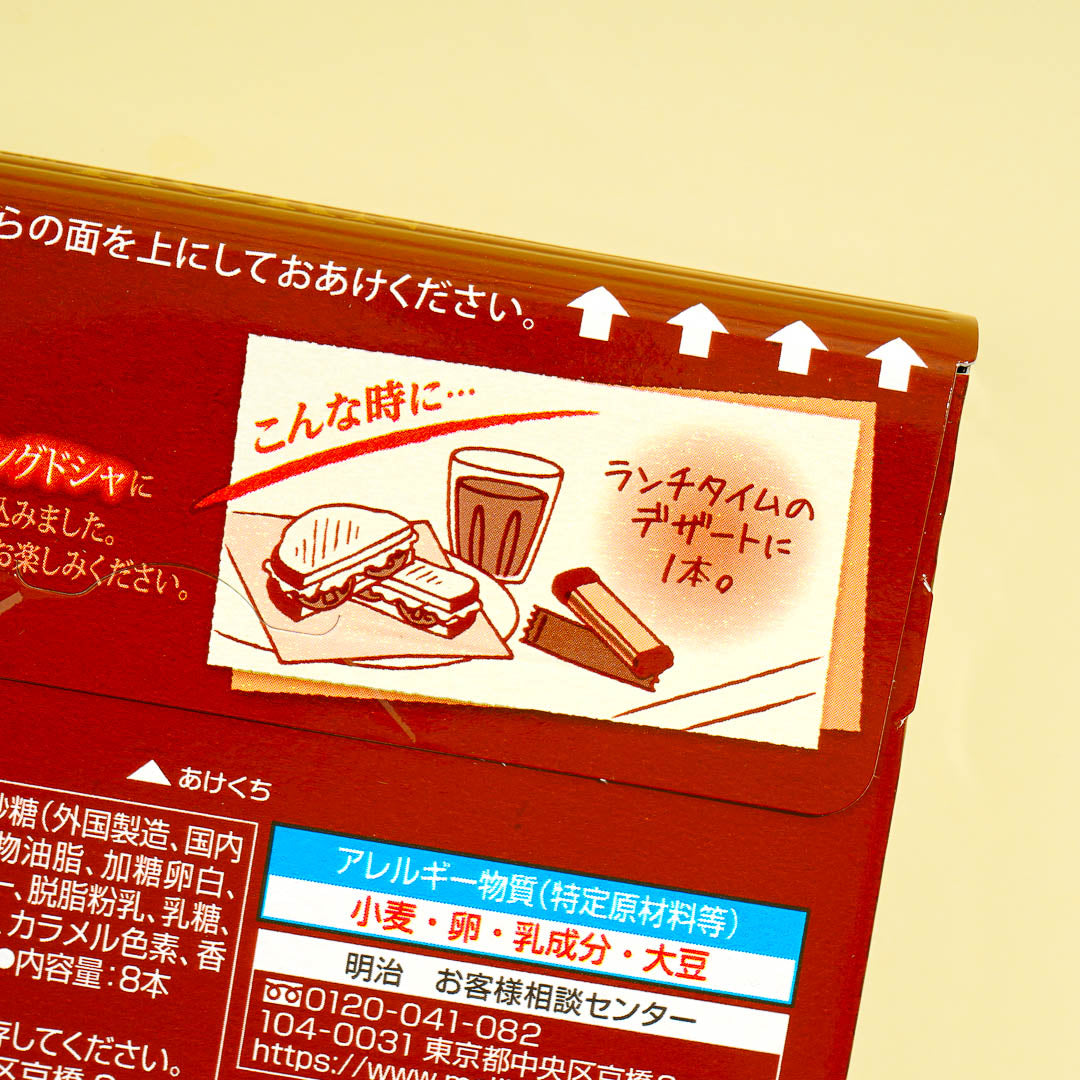 らの面を上にしておあけください。
こんな時に…
ランチタイムの
デザートに
1本。
ングドシャに
込みました。
お楽しみください。
あけくち
砂糖(外国製造、国内
物油脂、加糖卵白、
、脱脂粉乳、乳糖、
カラメル色素、香
●内容量:8本
存してください。
区京橋
アレルギー物質(特定原材料等)
小麦・卵・乳成分・大豆
明治 お客様相談センター
0120-041-082
104-0031 東京都中央区京橋
https://www.m